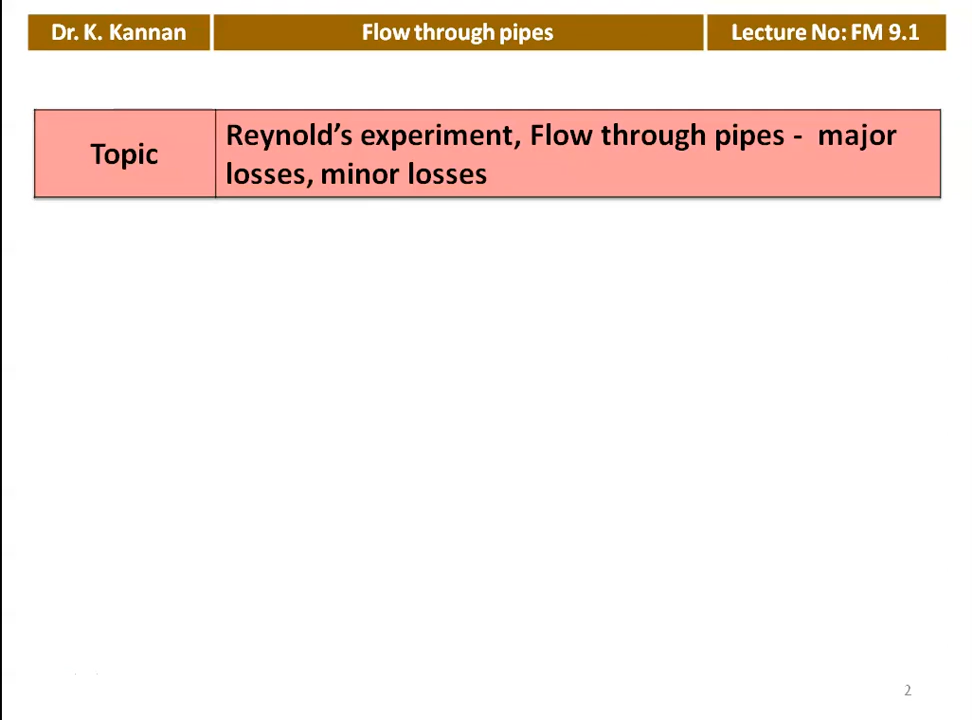 Dr. K. Kannan
Flow through pipes
Lecture No: FM 9.1
Topic
Reynold’s experiment, Flow through pipes -  major
losses, minor losses
2